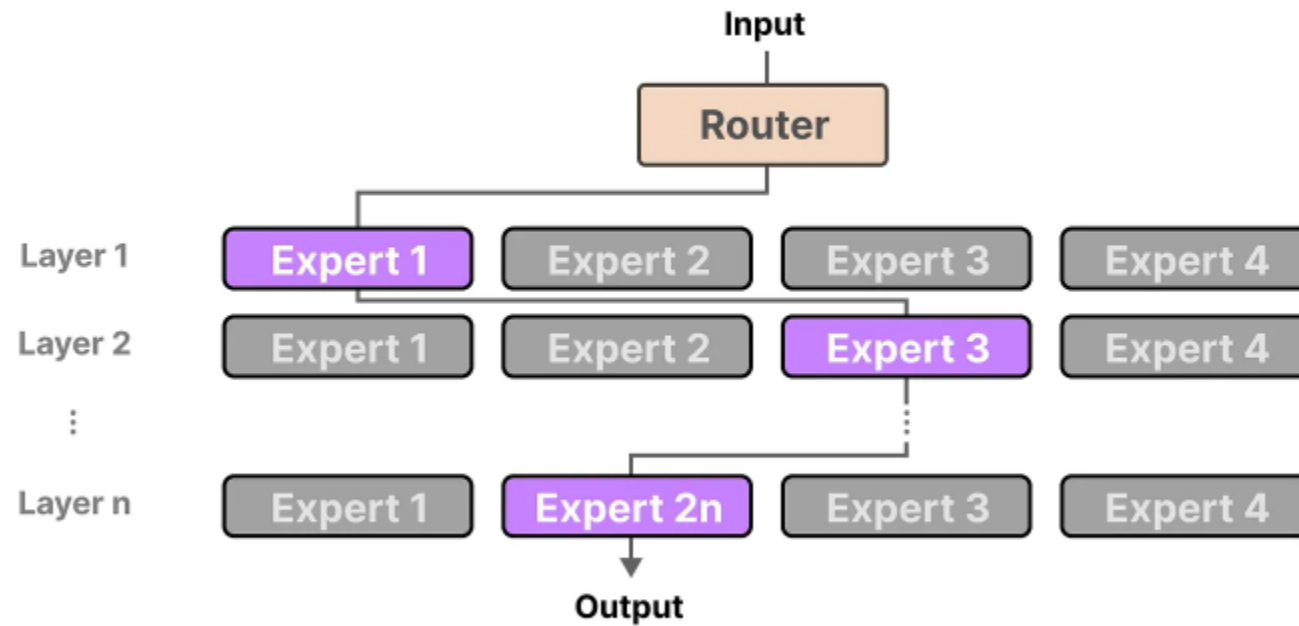 Input
Router
Layer 1 Expert 1 Expert 2 Expert 3 Expert 4
Layer 2 Expert 1 Expert 2 Expert 3 Expert 4
⋮
Layer n Expert 1 Expert 2n Expert 3 Expert 4
Output